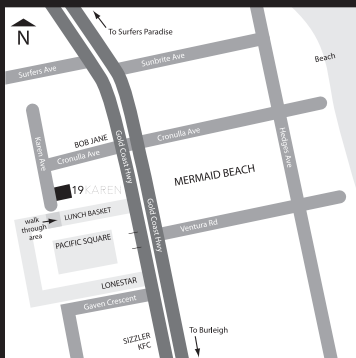 N
To Surfers Paradise
Surfers Ave
Sunbrite Ave
Beach
Karen Ave
BOB JANE
Cronulla Ave
Gold Coast Hwy
Cronulla Ave
Hedges Ave
19 KAREN
MERMAID BEACH
walk
through
area
LUNCH BASKET
Gold Coast Hwy
Ventura Rd
PACIFIC SQUARE
LONESTAR
Gaven Crescent
SIZZLER
KFC
To Burleigh